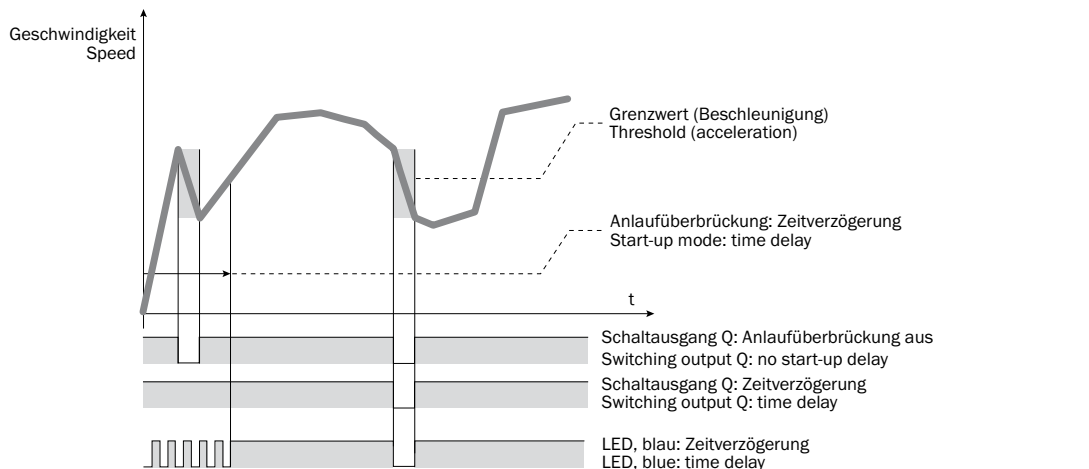 Geschwindigkeit
Speed
Grenzwert (Beschleunigung)
Threshold (acceleration)
Anlaufüberbrückung: Zeitverzögerung
Start-up mode: time delay
t
Schaltausgang Q: Anlaufüberbrückung aus
Switching output Q: no start-up delay
Schaltausgang Q: Zeitverzögerung
Switching output Q: time delay
LED, blau: Zeitverzögerung
LED, blue: time delay